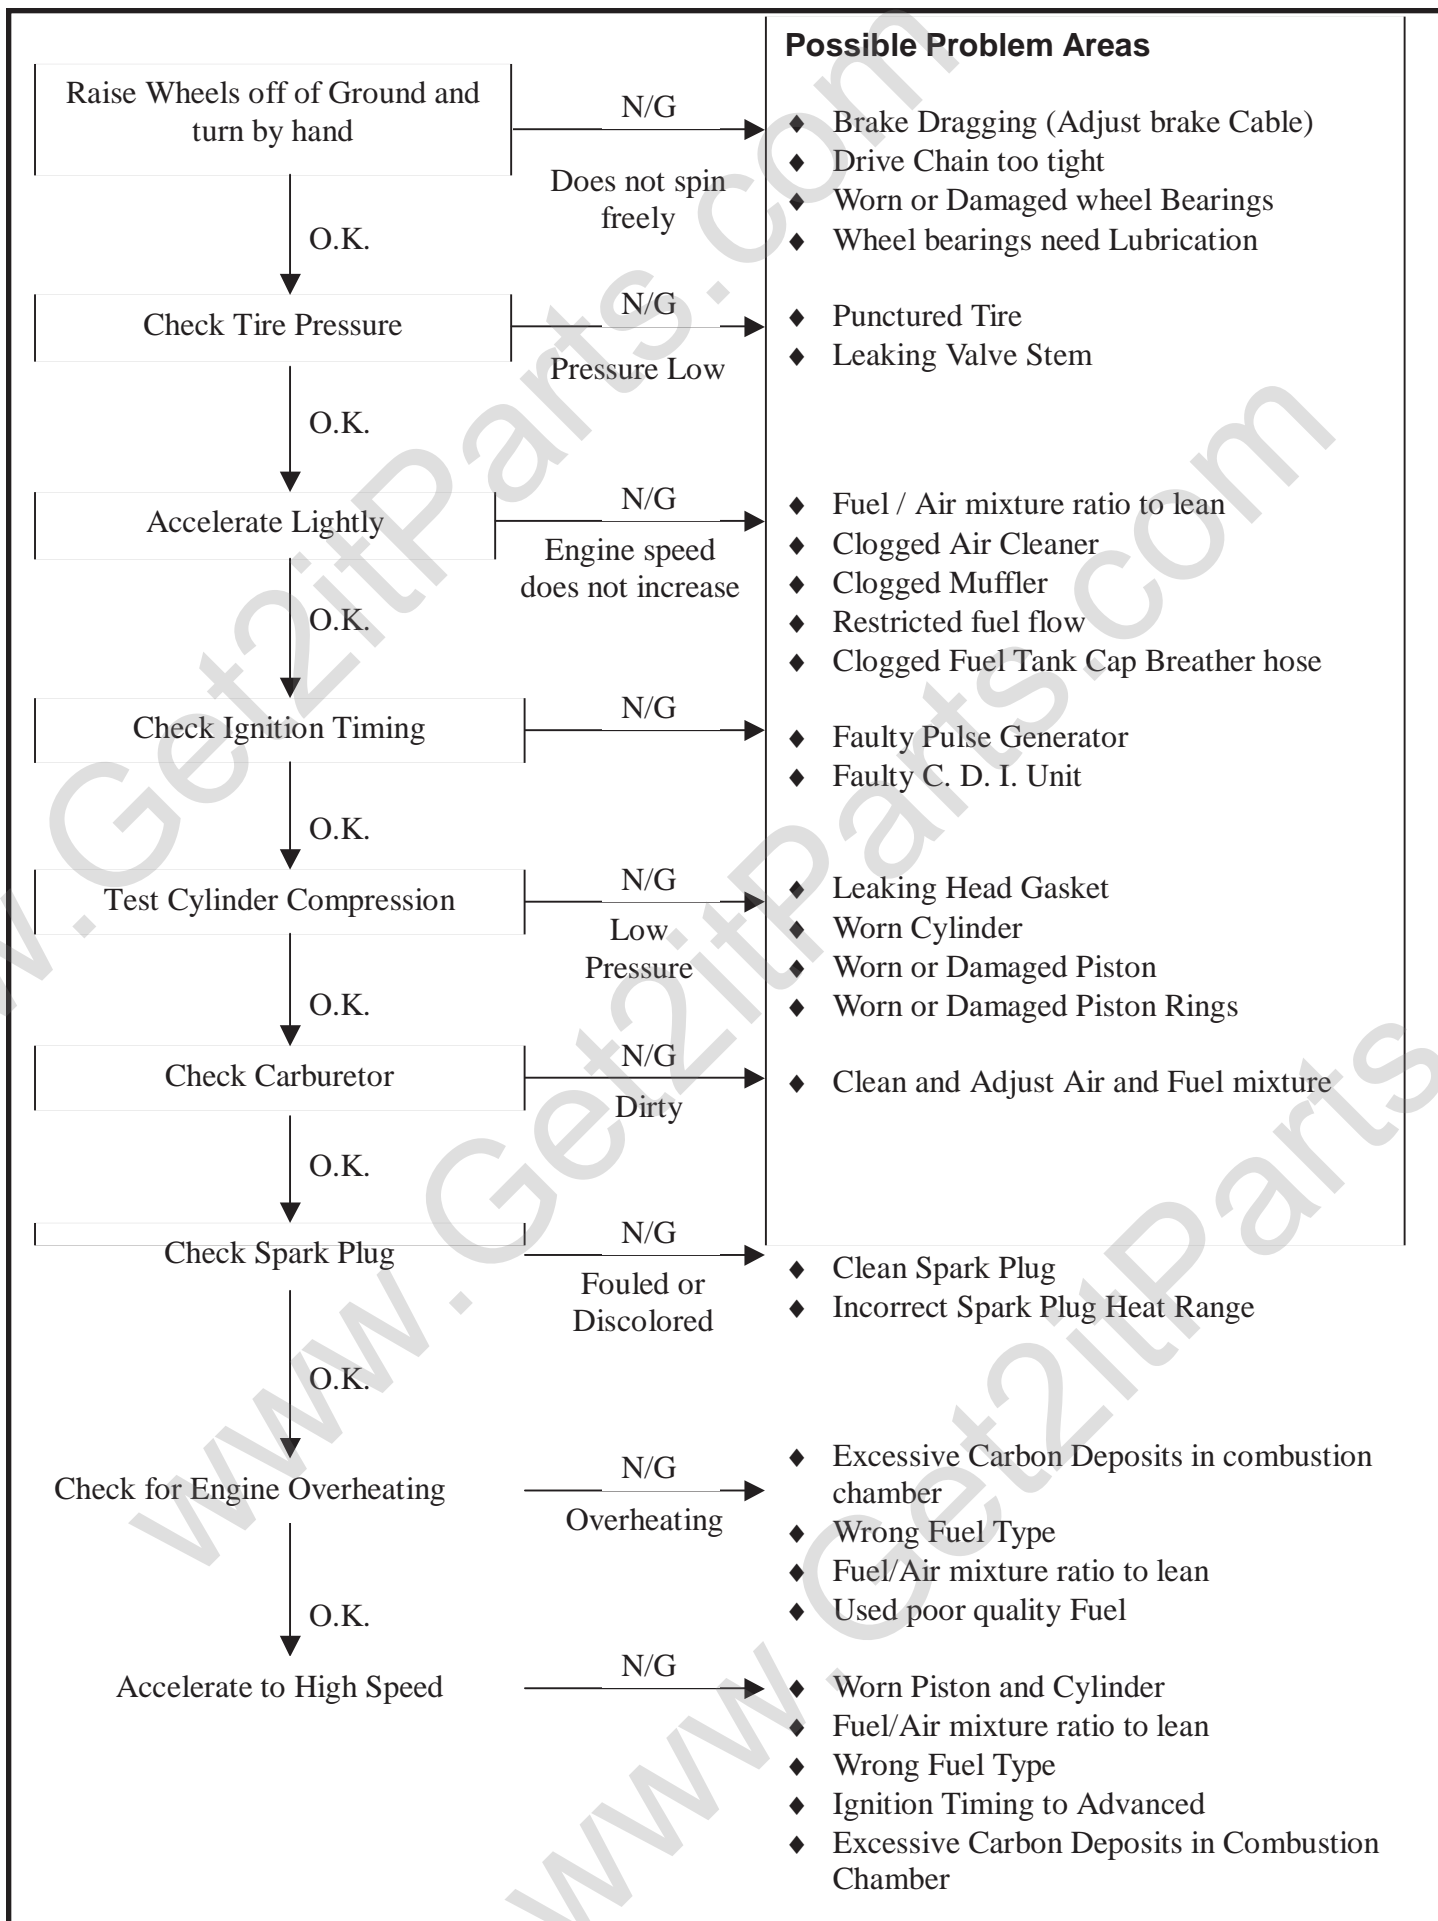 Possible Problem Areas
Raise Wheels off of Ground and
turn by hand
N/G
Does not spin
freely
♦ Brake Dragging (Adjust brake Cable)
♦ Drive Chain too tight
♦ Worn or Damaged wheel Bearings
♦ Wheel bearings need Lubrication
O.K.
Check Tire Pressure
N/G
Pressure Low
♦ Punctured Tire
♦ Leaking Valve Stem
O.K.
Accelerate Lightly
N/G
Engine speed
does not increase
♦ Fuel / Air mixture ratio to lean
♦ Clogged Air Cleaner
♦ Clogged Muffler
♦ Restricted fuel flow
♦ Clogged Fuel Tank Cap Breather hose
O.K.
Check Ignition Timing
N/G
♦ Faulty Pulse Generator
♦ Faulty C. D. I. Unit
O.K.
Test Cylinder Compression
N/G
Low
Pressure
♦ Leaking Head Gasket
♦ Worn Cylinder
♦ Worn or Damaged Piston
♦ Worn or Damaged Piston Rings
O.K.
Check Carburetor
N/G
Dirty
♦ Clean and Adjust Air and Fuel mixture
O.K.
Check Spark Plug
N/G
Fouled or
Discolored
♦ Clean Spark Plug
♦ Incorrect Spark Plug Heat Range
O.K.
Check for Engine Overheating
N/G
Overheating
♦ Excessive Carbon Deposits in combustion
chamber
♦ Wrong Fuel Type
♦ Fuel/Air mixture ratio to lean
♦ Used poor quality Fuel
O.K.
Accelerate to High Speed
N/G
♦ Worn Piston and Cylinder
♦ Fuel/Air mixture ratio to lean
♦ Wrong Fuel Type
♦ Ignition Timing to Advanced
♦ Excessive Carbon Deposits in Combustion
Chamber
w.Get2itParts.com
www.Get2itParts.com
www.Get2itParts